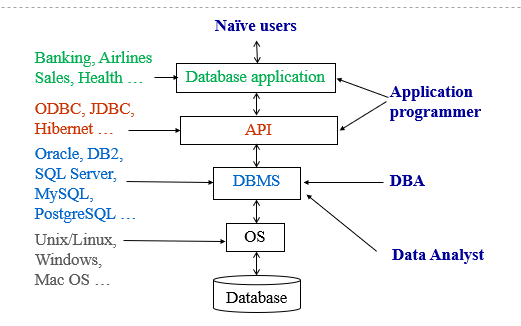 Naïve users
Banking, Airlines
Sales, Health …
Database application
Application
programmer
ODBC, JDBC,
Hibernet …
API
Oracle, DB2,
SQL Server,
MySQL,
PostgreSQL …
DBMS
DBA
Unix/Linux,
Windows,
Mac OS …
OS
Data Analyst
Database